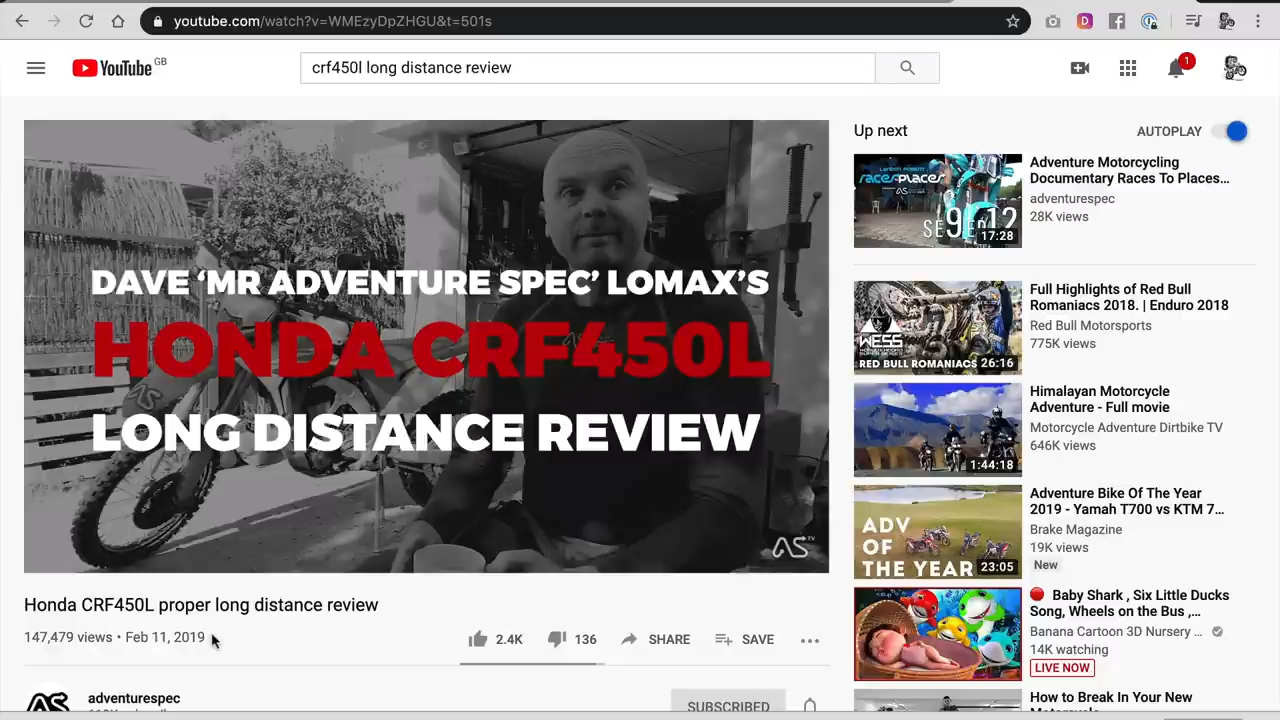 youtube.com/watch?v=WMEzyDpZHGU&t=501s
YouTube GB
crf450l long distance review
1
DAVE ‘MR ADVENTURE SPEC’ LOMAX’S
HONDA CRF450L
LONG DISTANCE REVIEW
AS TV
Honda CRF450L proper long distance review
147,479 views • Feb 11, 2019
2.4K
136
SHARE
SAVE
AS
adventurespec
SUBSCRIBED
Up next
AUTOPLAY
RACES PLACES
17:28
Adventure Motorcycling
Documentary Races To Places...
adventurespec
28K views
WESS
RED BULL ROMANIACS
26:16
Full Highlights of Red Bull
Romaniacs 2018. | Enduro 2018
Red Bull Motorsports
775K views
1:44:18
Himalayan Motorcycle
Adventure - Full movie
Motorcycle Adventure Dirtbike TV
646K views
ADV
OF
THE YEAR
23:05
Adventure Bike Of The Year
2019 - Yamah T700 vs KTM 7...
Brake Magazine
19K views
New
Baby Shark , Six Little Ducks
Song, Wheels on the Bus ,...
Banana Cartoon 3D Nursery ...
14K watching
LIVE NOW
How to Break In Your New